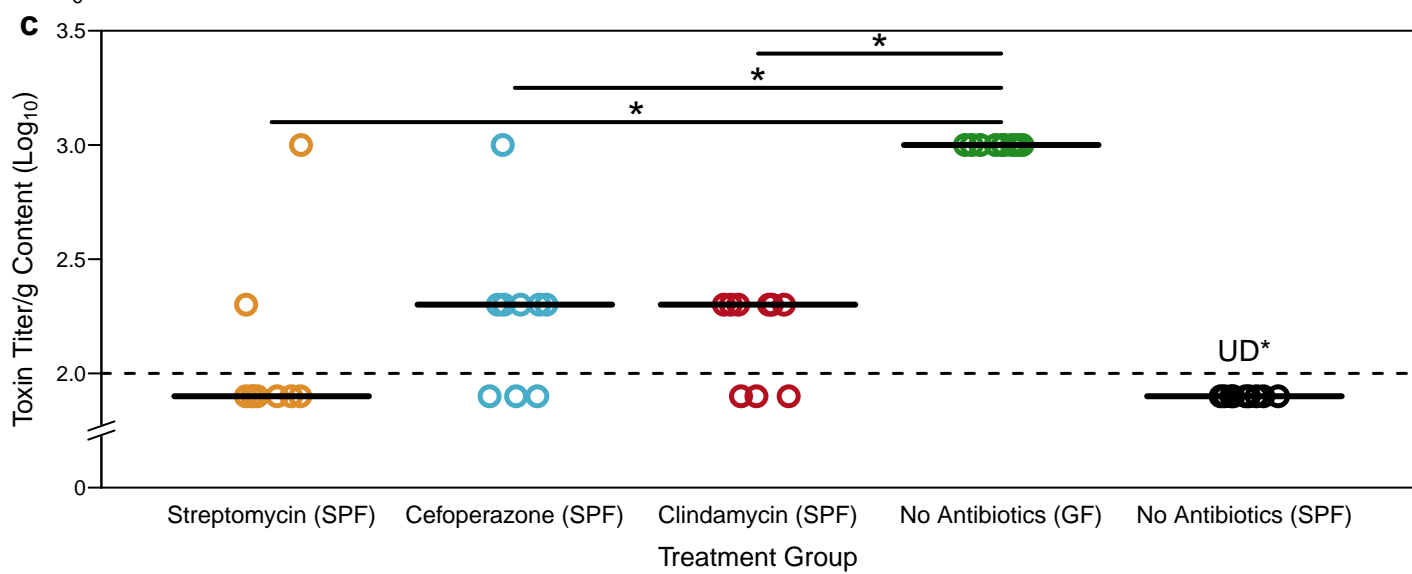 c
Toxin Titer/g Content (Log₁₀)
3.5
3.0
2.5
2.0
0
*
*
*
UD*
Streptomycin (SPF) Cefoperazone (SPF) Clindamycin (SPF) No Antibiotics (GF) No Antibiotics (SPF)
Treatment Group